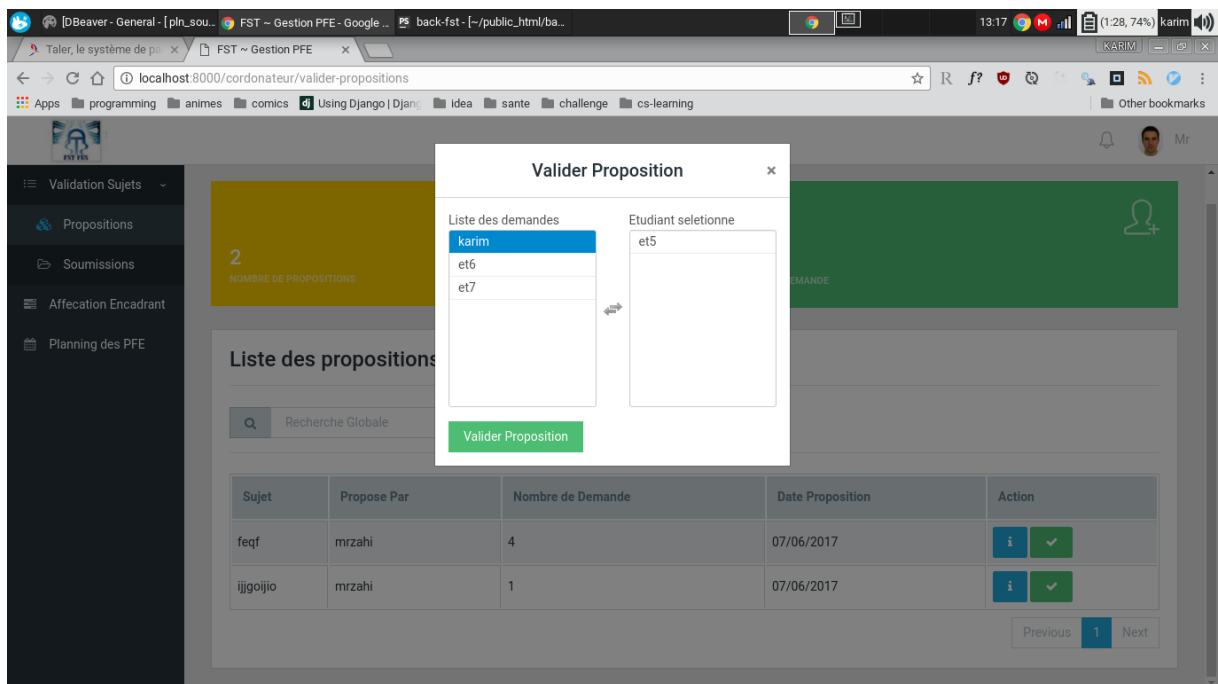 [DBeaver - General - [ pln_sou...
FST ~ Gestion PFE - Google ...
back-fst - [~/public_html/ba...
13:17
(1:28, 74%) karim
Taler, le système de pa
FST ~ Gestion PFE
KARIM
localhost:8000/cordonateur/valider-propositions
Apps
programming
animes
comics
Using Django | Djang
idea
sante
challenge
cs-learning
Other bookmarks
FST FES
Mr
Validation Sujets
Propositions
Soumissions
Affecation Encadrant
Planning des PFE
2
NOMBRE DE PROPOSITIONS
EMANDE
Valider Proposition
×
Liste des demandes
Etudiant seletionne
karim
et6
et7
et5
Valider Proposition
Liste des propositions
Recherche Globale
Sujet Propose Par Nombre de Demande Date Proposition Action
feqf mrzahi 4 07/06/2017
ijjgoijio mrzahi 1 07/06/2017
Previous 1 Next